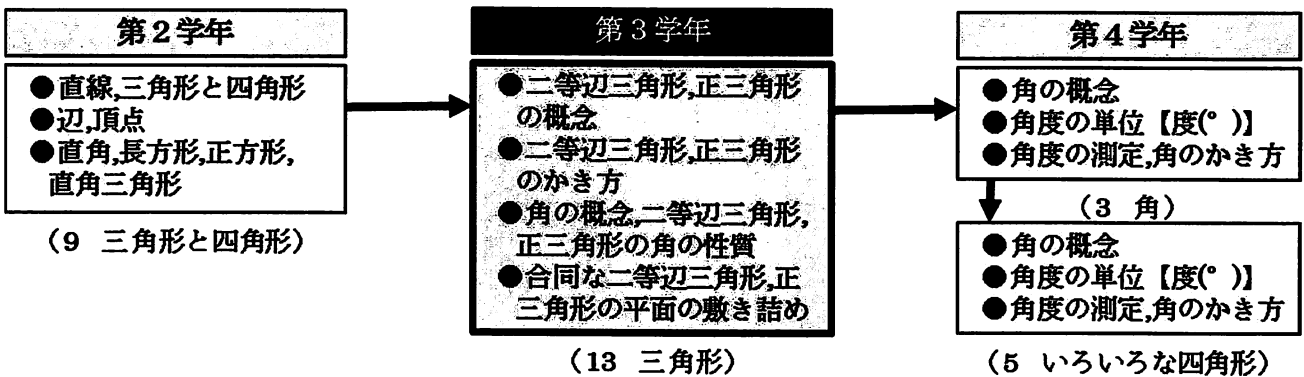 第2学年
●直線,三角形と四角形
●辺,頂点
●直角,長方形,正方形,
直角三角形
(9 三角形と四角形)
第3学年
●二等辺三角形,正三角形
の概念
●二等辺三角形,正三角形
のかき方
●角の概念,二等辺三角形,
正三角形の角の性質
●合同な二等辺三角形,正
三角形の平面の敷き詰め
(13 三角形)
第4学年
●角の概念
●角度の単位【度(°)】
●角度の測定,角のかき方
(3 角)
●角の概念
●角度の単位【度(°)】
●角度の測定,角のかき方
(5 いろいろな四角形)